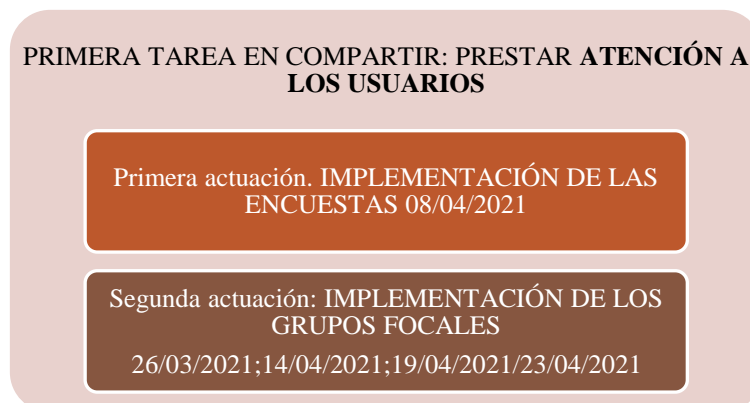 PRIMERA TAREA EN COMPARTIR: PRESTAR ATENCIÓN A
LOS USUARIOS
Primera actuación. IMPLEMENTACIÓN DE LAS
ENCUESTAS 08/04/2021
Segunda actuación: IMPLEMENTACIÓN DE LOS
GRUPOS FOCALES
26/03/2021;14/04/2021;19/04/2021/23/04/2021